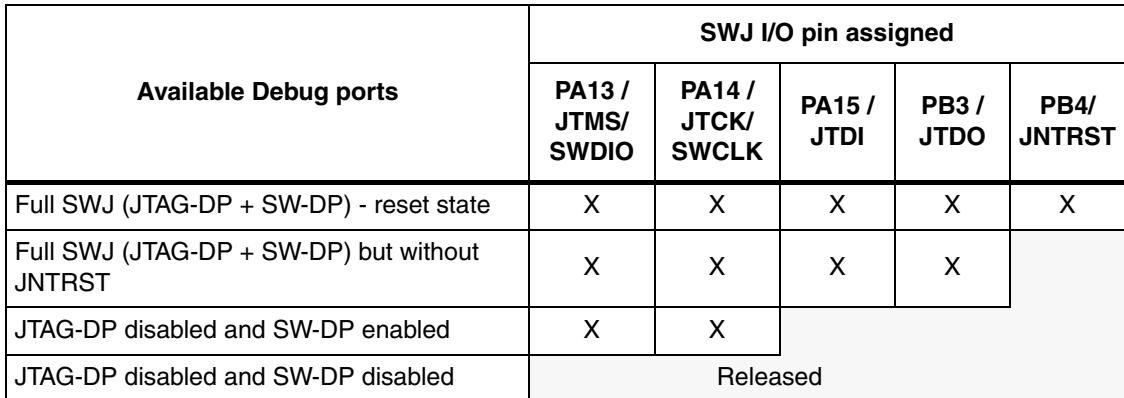 Available Debug ports
SWJ I/O pin assigned
PA13 /
JTMS/
SWDIO
PA14 /
JTCK/
SWCLK
PA15 /
JTDI
PB3 /
JTDO
PB4/
JNTRST
Full SWJ (JTAG-DP + SW-DP) - reset state X X X X X
Full SWJ (JTAG-DP + SW-DP) but without
JNTRST
X X X X
JTAG-DP disabled and SW-DP enabled X X
JTAG-DP disabled and SW-DP disabled Released